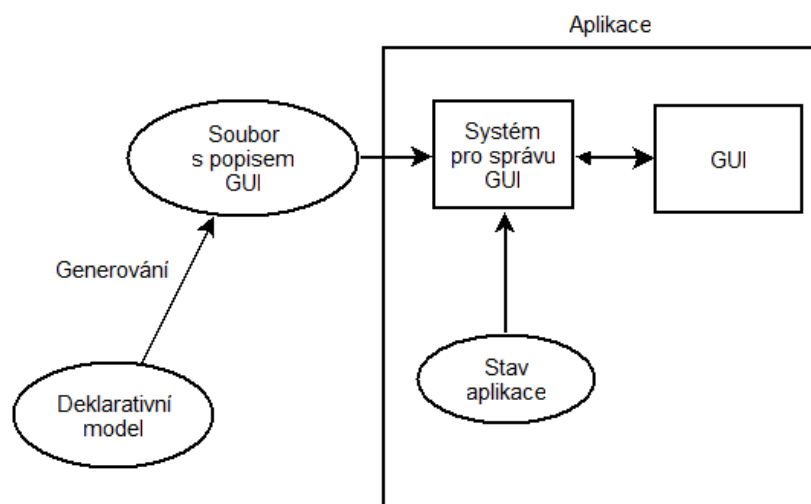 Aplikace
Soubor
s popisem
GUI
Systém
pro správu
GUI
GUI
Generování
Stav
aplikace
Deklarativní
model